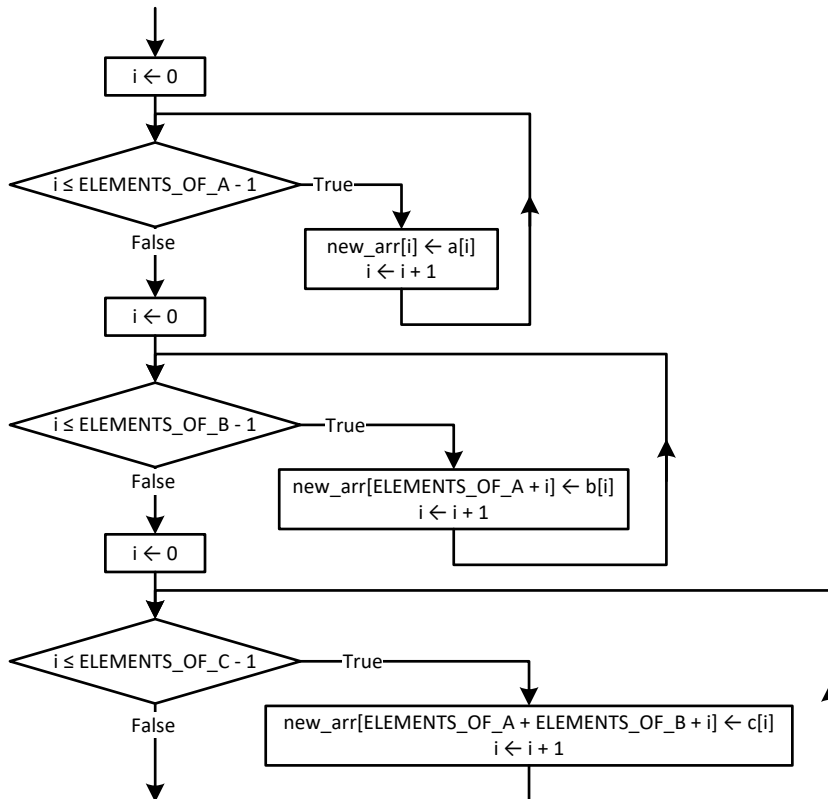 i ← 0
i ≤ ELEMENTS_OF_A - 1
True
False
new_arr[i] ← a[i]
i ← i + 1
i ← 0
i ≤ ELEMENTS_OF_B - 1
True
False
new_arr[ELEMENTS_OF_A + i] ← b[i]
i ← i + 1
i ← 0
i ≤ ELEMENTS_OF_C - 1
True
False
new_arr[ELEMENTS_OF_A + ELEMENTS_OF_B + i] ← c[i]
i ← i + 1